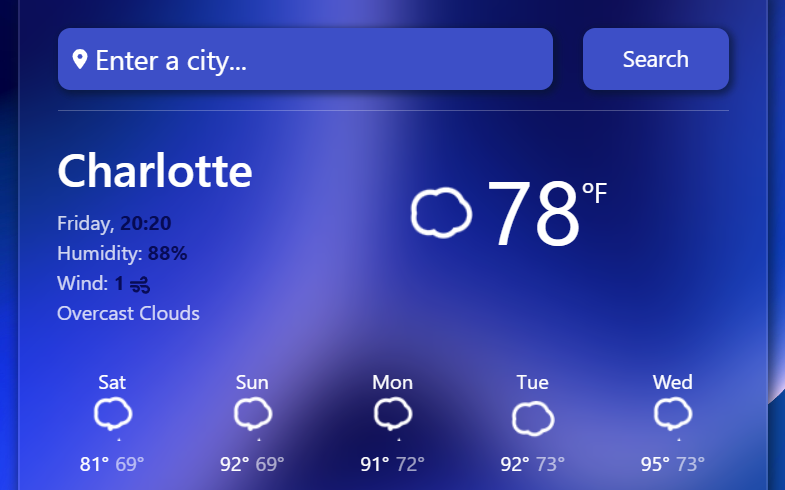 Enter a city...
Search
Charlotte
78°F
Friday, 20:20
Humidity: 88%
Wind: 1
Overcast Clouds
Sat Sun Mon Tue Wed
81° 69° 92° 69° 91° 72° 92° 73° 95° 73°